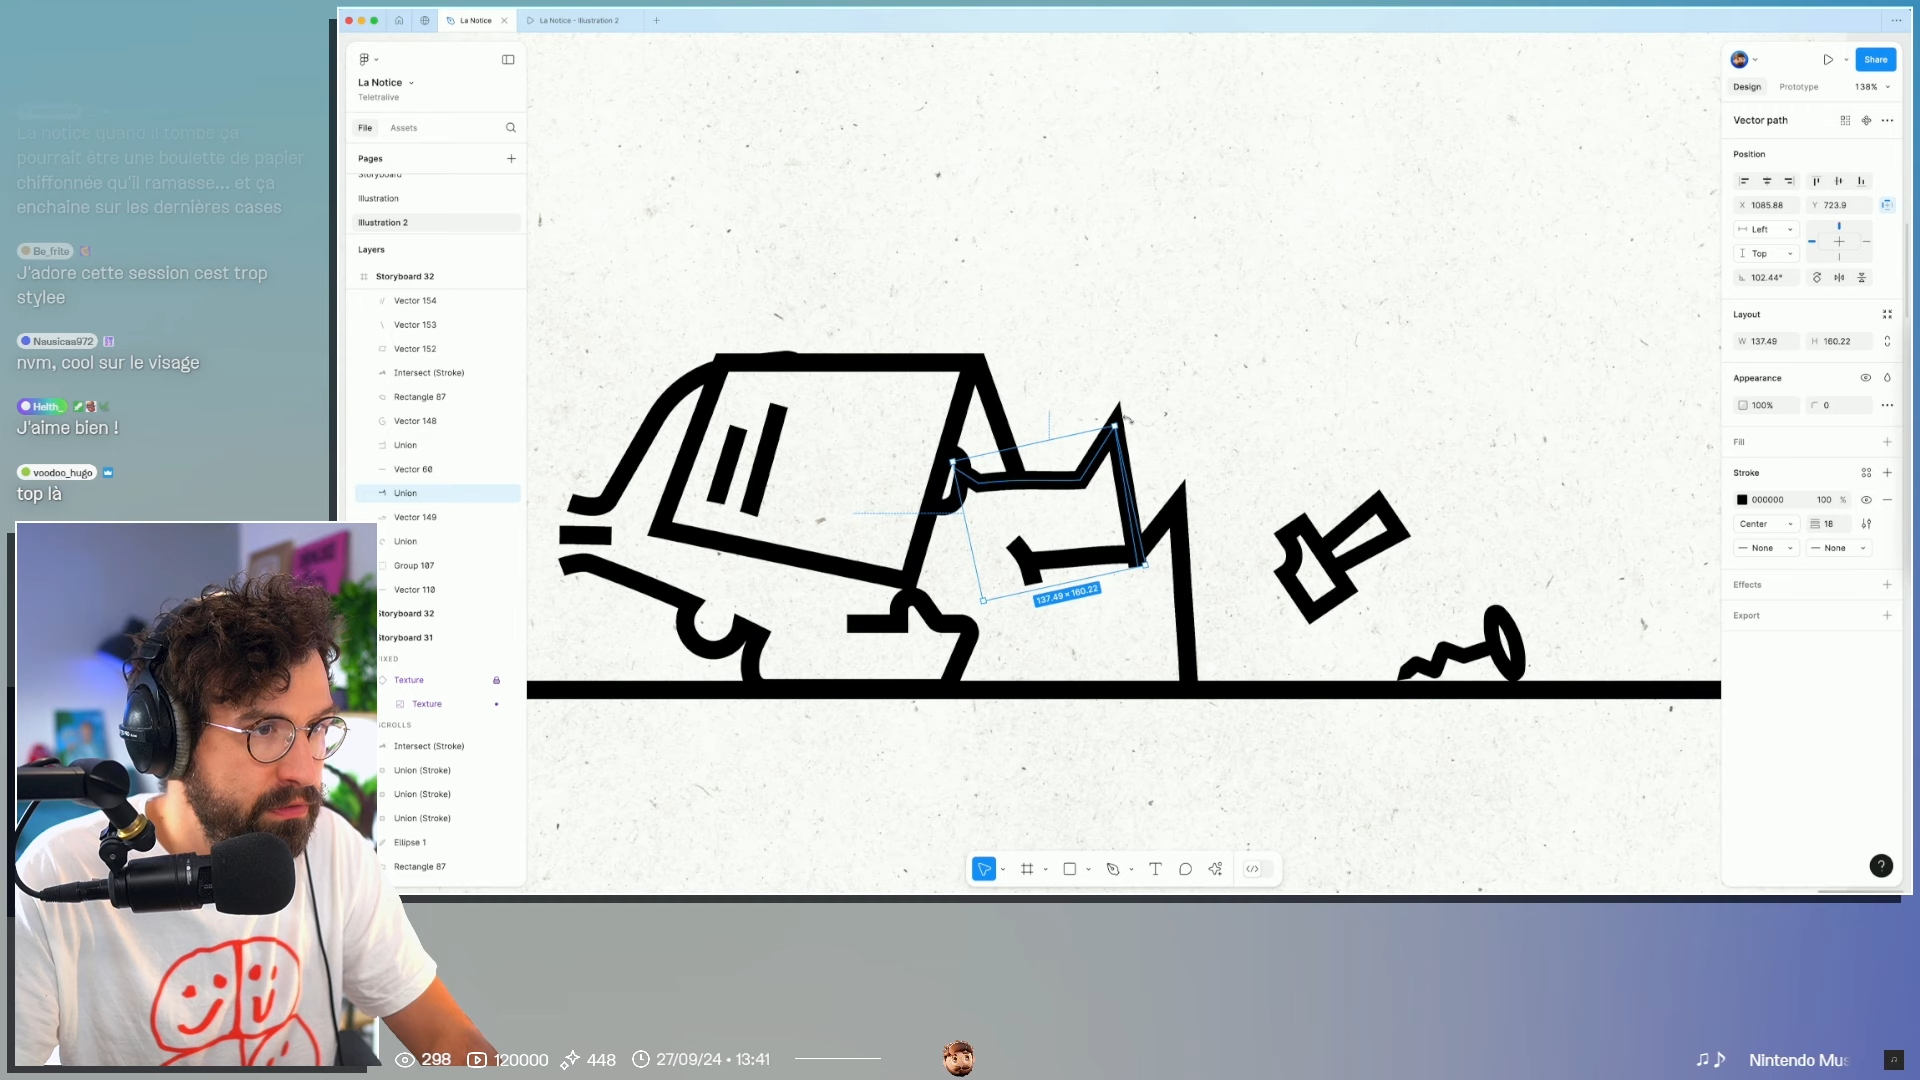 La Notice
La Notice - Illustration 2
La Notice
Teletralive
File
Assets
Pages
Storyboard
Illustration
Illustration 2
Layers
Storyboard 32
Vector 154
Vector 153
Vector 152
Intersect (Stroke)
Rectangle 87
Vector 148
Union
Vector 60
Union
Vector 149
Union
Group 107
Vector 110
Storyboard 32
Storyboard 31
FIXED
Texture
Texture
SCROLLS
Intersect (Stroke)
Union (Stroke)
Union (Stroke)
Union (Stroke)
Ellipse 1
Rectangle 87
La notice quand il tombe ça
pourrait être une boulette de papier
chiffonnée qu'il ramasse... et ça
enchaine sur les dernières cases
Be_frite
J'adore cette session cest trop
stylee
Nausicaa972
nvm, cool sur le visage
Helth_
J'aime bien !
voodoo_hugo
top là
137.49 × 160.22
Share
Design
Prototype
138%
Vector path
Position
X 1085.88
Y 723.9
Left
Top
102.44°
Layout
W 137.49
H 160.22
Appearance
100%
0
Fill
Stroke
000000 100 %
Center
18
None
None
Effects
Export
?
298
120000
448
27/09/24 • 13:41
Nintendo Mus